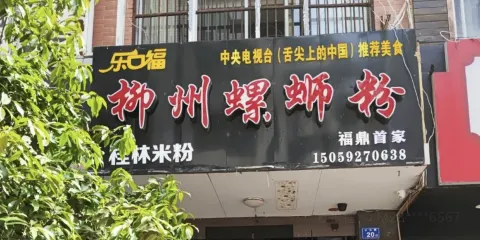 乐口福
中央电视台（舌尖上的中国）推荐美食
柳州螺蛳粉
桂林米粉
福鼎首家
15059270638
20